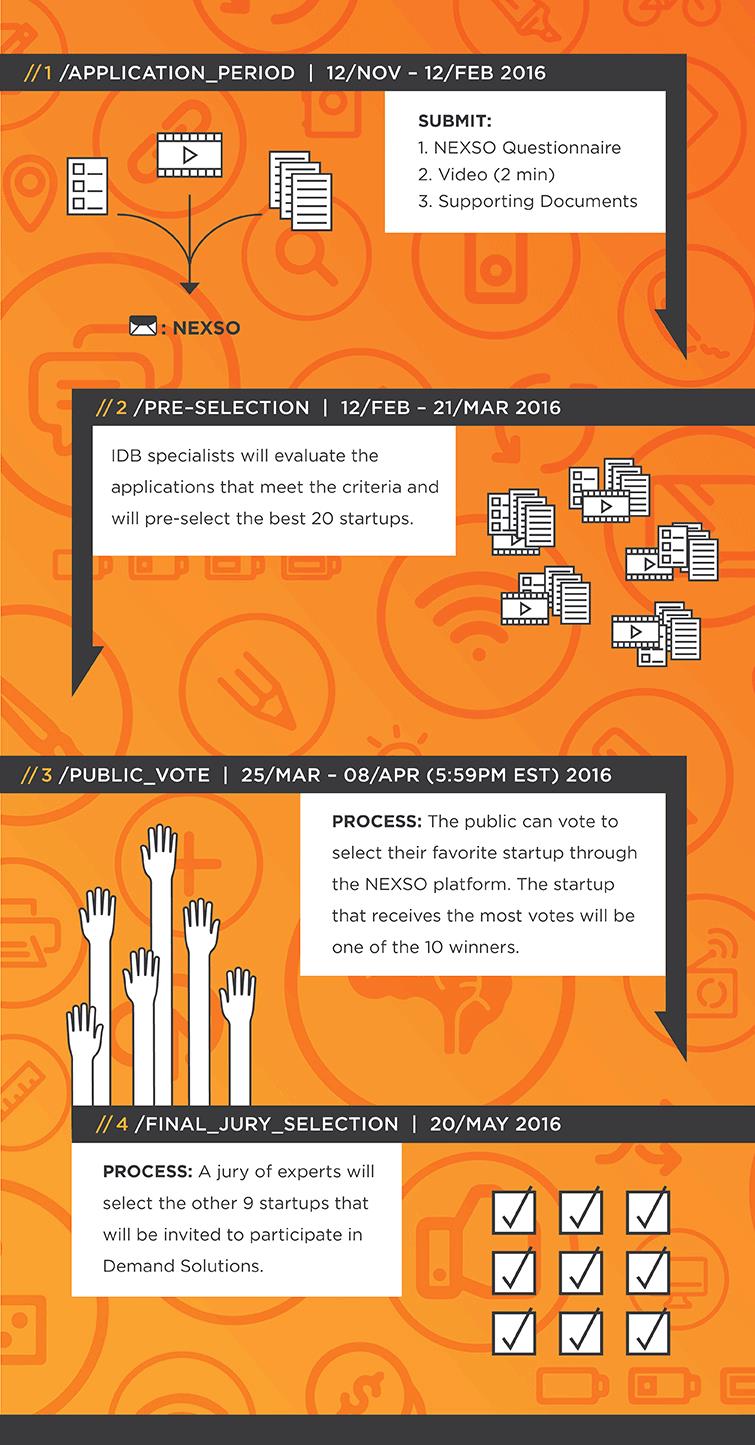 //1 /APPLICATION_PERIOD | 12/NOV – 12/FEB 2016
SUBMIT:
1. NEXSO Questionnaire
2. Video (2 min)
3. Supporting Documents
: NEXSO
//2 /PRE–SELECTION | 12/FEB – 21/MAR 2016
IDB specialists will evaluate the
applications that meet the criteria and
will pre-select the best 20 startups.
//3 /PUBLIC_VOTE | 25/MAR – 08/APR (5:59PM EST) 2016
PROCESS: The public can vote to
select their favorite startup through
the NEXSO platform. The startup
that receives the most votes will be
one of the 10 winners.
//4 /FINAL_JURY_SELECTION | 20/MAY 2016
PROCESS: A jury of experts will
select the other 9 startups that
will be invited to participate in
Demand Solutions.